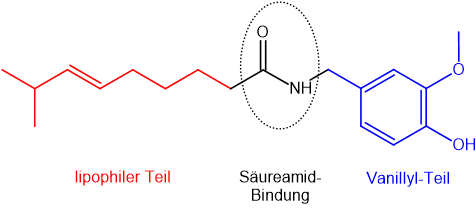 O
O
NH
OH
lipophiler Teil
Säureamid-
Bindung
Vanillyl-Teil